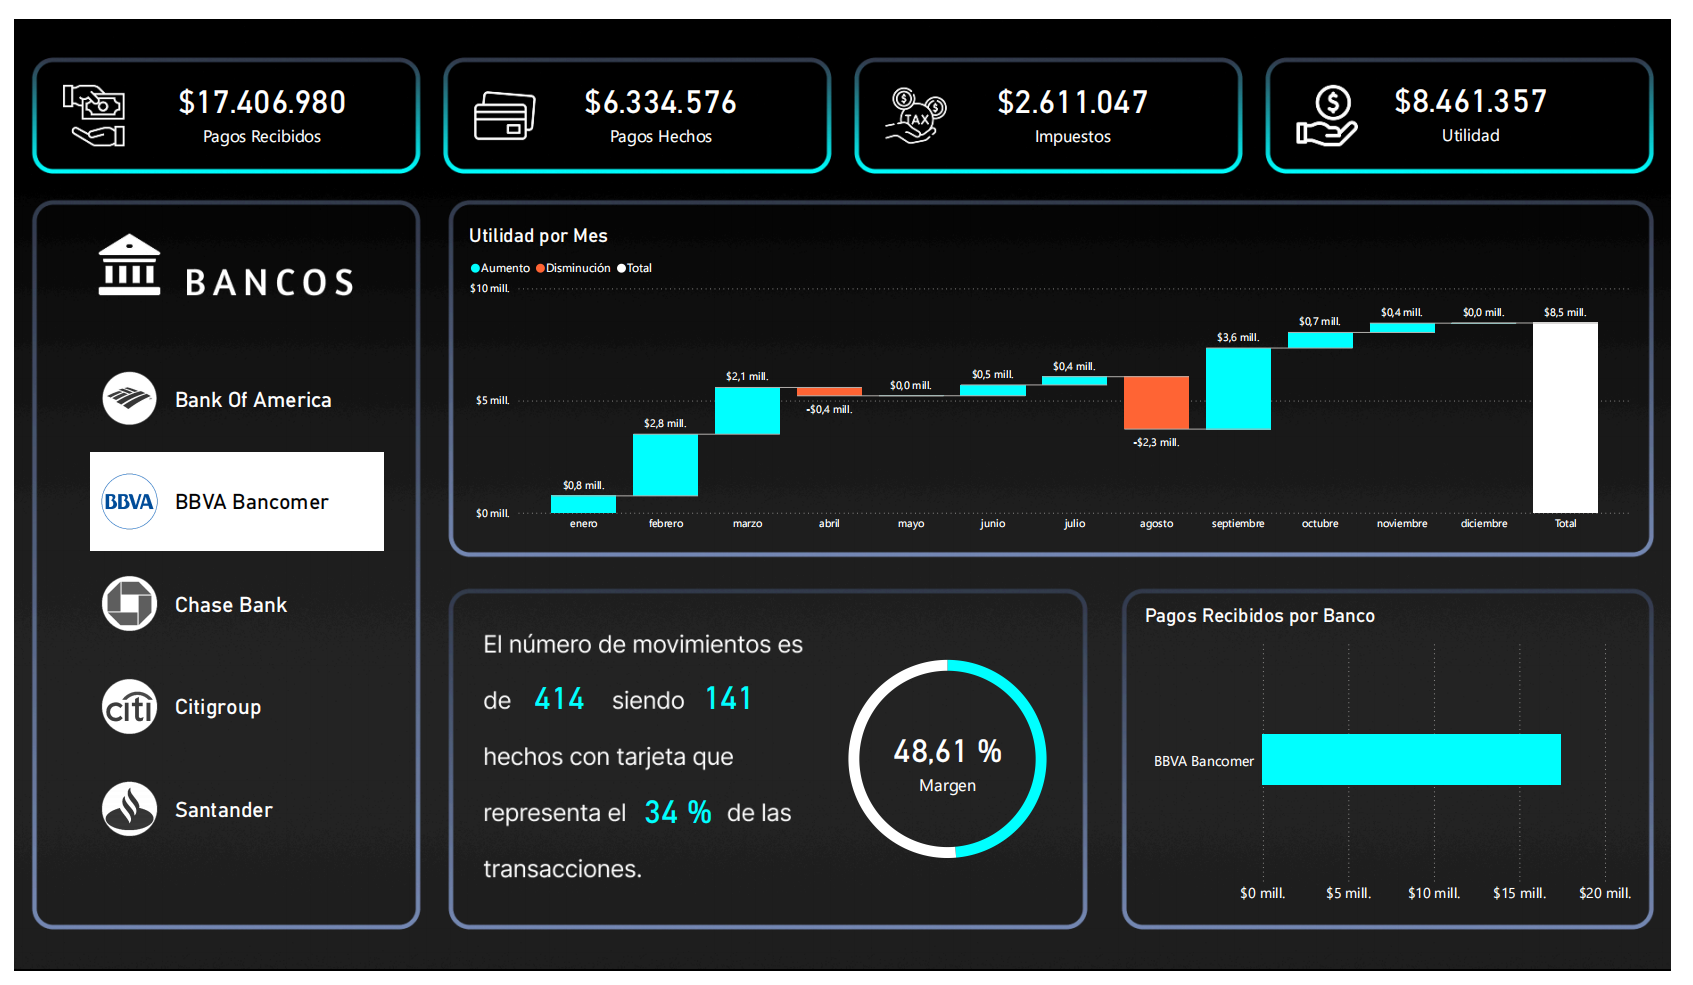 $17.406.980
Pagos Recibidos
$6.334.576
Pagos Hechos
TAX
$2.611.047
Impuestos
$8.461.357
Utilidad
BANCOS
Bank Of America
BBVA
BBVA Bancomer
Chase Bank
citi
Citigroup
Santander
Utilidad por Mes
Aumento Disminución Total
$10 mill.
$5 mill.
$0 mill.
$0,8 mill.
$2,8 mill.
$2,1 mill.
-$0,4 mill.
$0,0 mill.
$0,5 mill.
$0,4 mill.
-$2,3 mill.
$3,6 mill.
$0,7 mill.
$0,4 mill.
$0,0 mill.
$8,5 mill.
enero febrero marzo abril mayo junio julio agosto septiembre octubre noviembre diciembre Total
El número de movimientos es
de 414 siendo 141
hechos con tarjeta que
representa el 34 % de las
transacciones.
48,61 %
Margen
Pagos Recibidos por Banco
BBVA Bancomer
$0 mill. $5 mill. $10 mill. $15 mill. $20 mill.